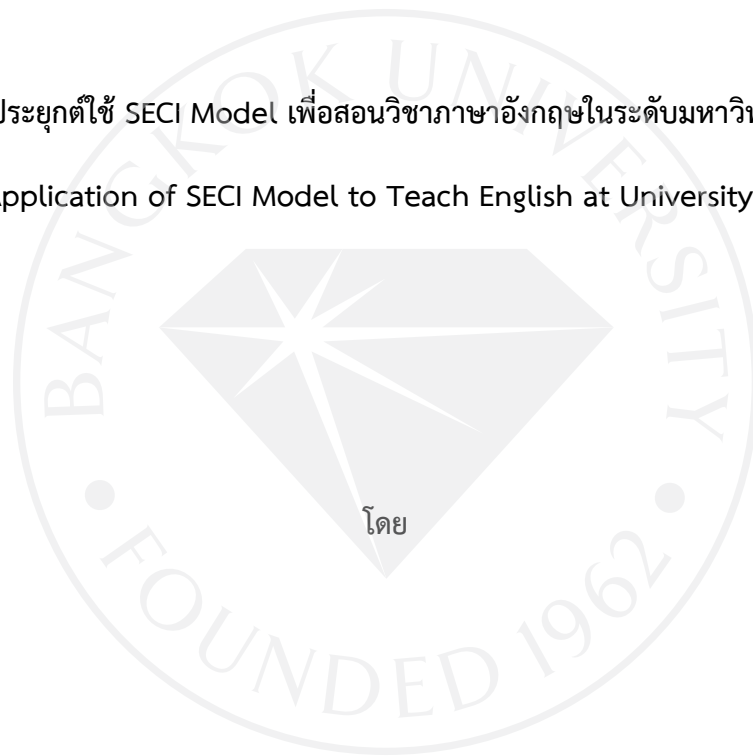 ประยุกต์ใช้ SECI Model เพื่อสอนวิชาภาษาอังกฤษในระดับมหาวิท
pplication of SECI Model to Teach English at University
โดย
BANGKOK UNIVERSITY
FOUNDED 1962